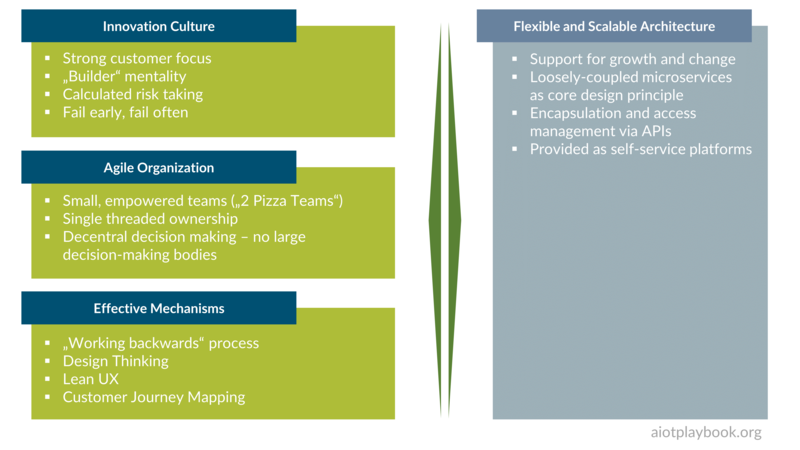 Innovation Culture
▪ Strong customer focus
▪ „Builder“ mentality
▪ Calculated risk taking
▪ Fail early, fail often
Agile Organization
▪ Small, empowered teams („2 Pizza Teams“)
▪ Single threaded ownership
▪ Decentral decision making – no large
decision-making bodies
Effective Mechanisms
▪ „Working backwards“ process
▪ Design Thinking
▪ Lean UX
▪ Customer Journey Mapping
Flexible and Scalable Architecture
▪ Support for growth and change
▪ Loosely-coupled microservices
as core design principle
▪ Encapsulation and access
management via APIs
▪ Provided as self-service platforms
aiotplaybook.org